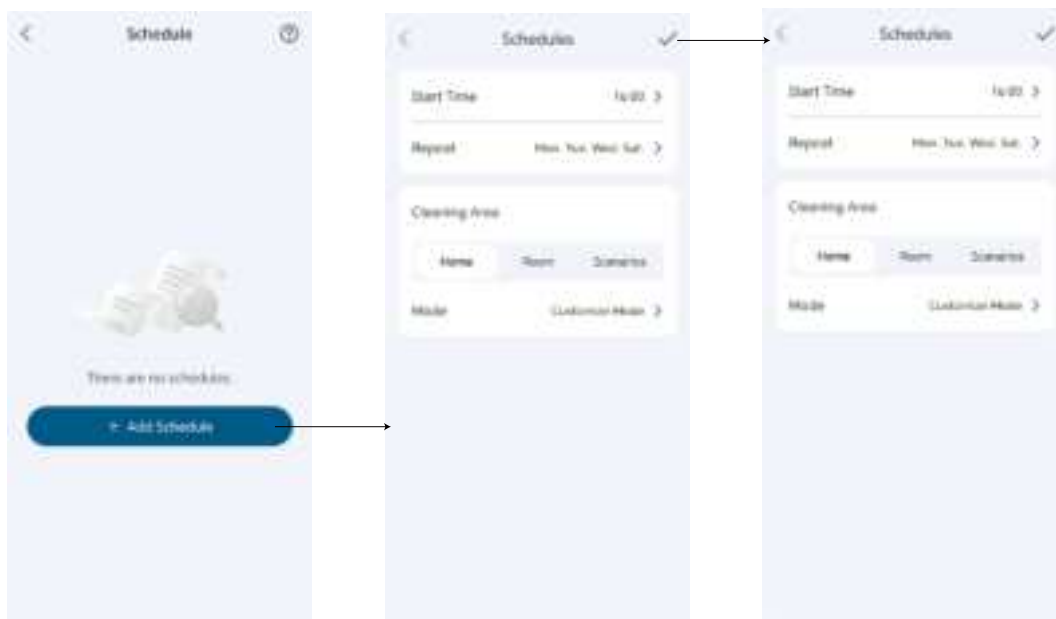 Schedule
There are no schedules.
+ Add Schedule
Schedules
Start Time
Repeat Mon. Tue. Wed. Sat.
Cleaning Area
Home Room Scenarios
Mode Customize Mode
Schedules
Start Time
Repeat Mon. Tue. Wed. Sat.
Cleaning Area
Home Room Scenarios
Mode Customize Mode